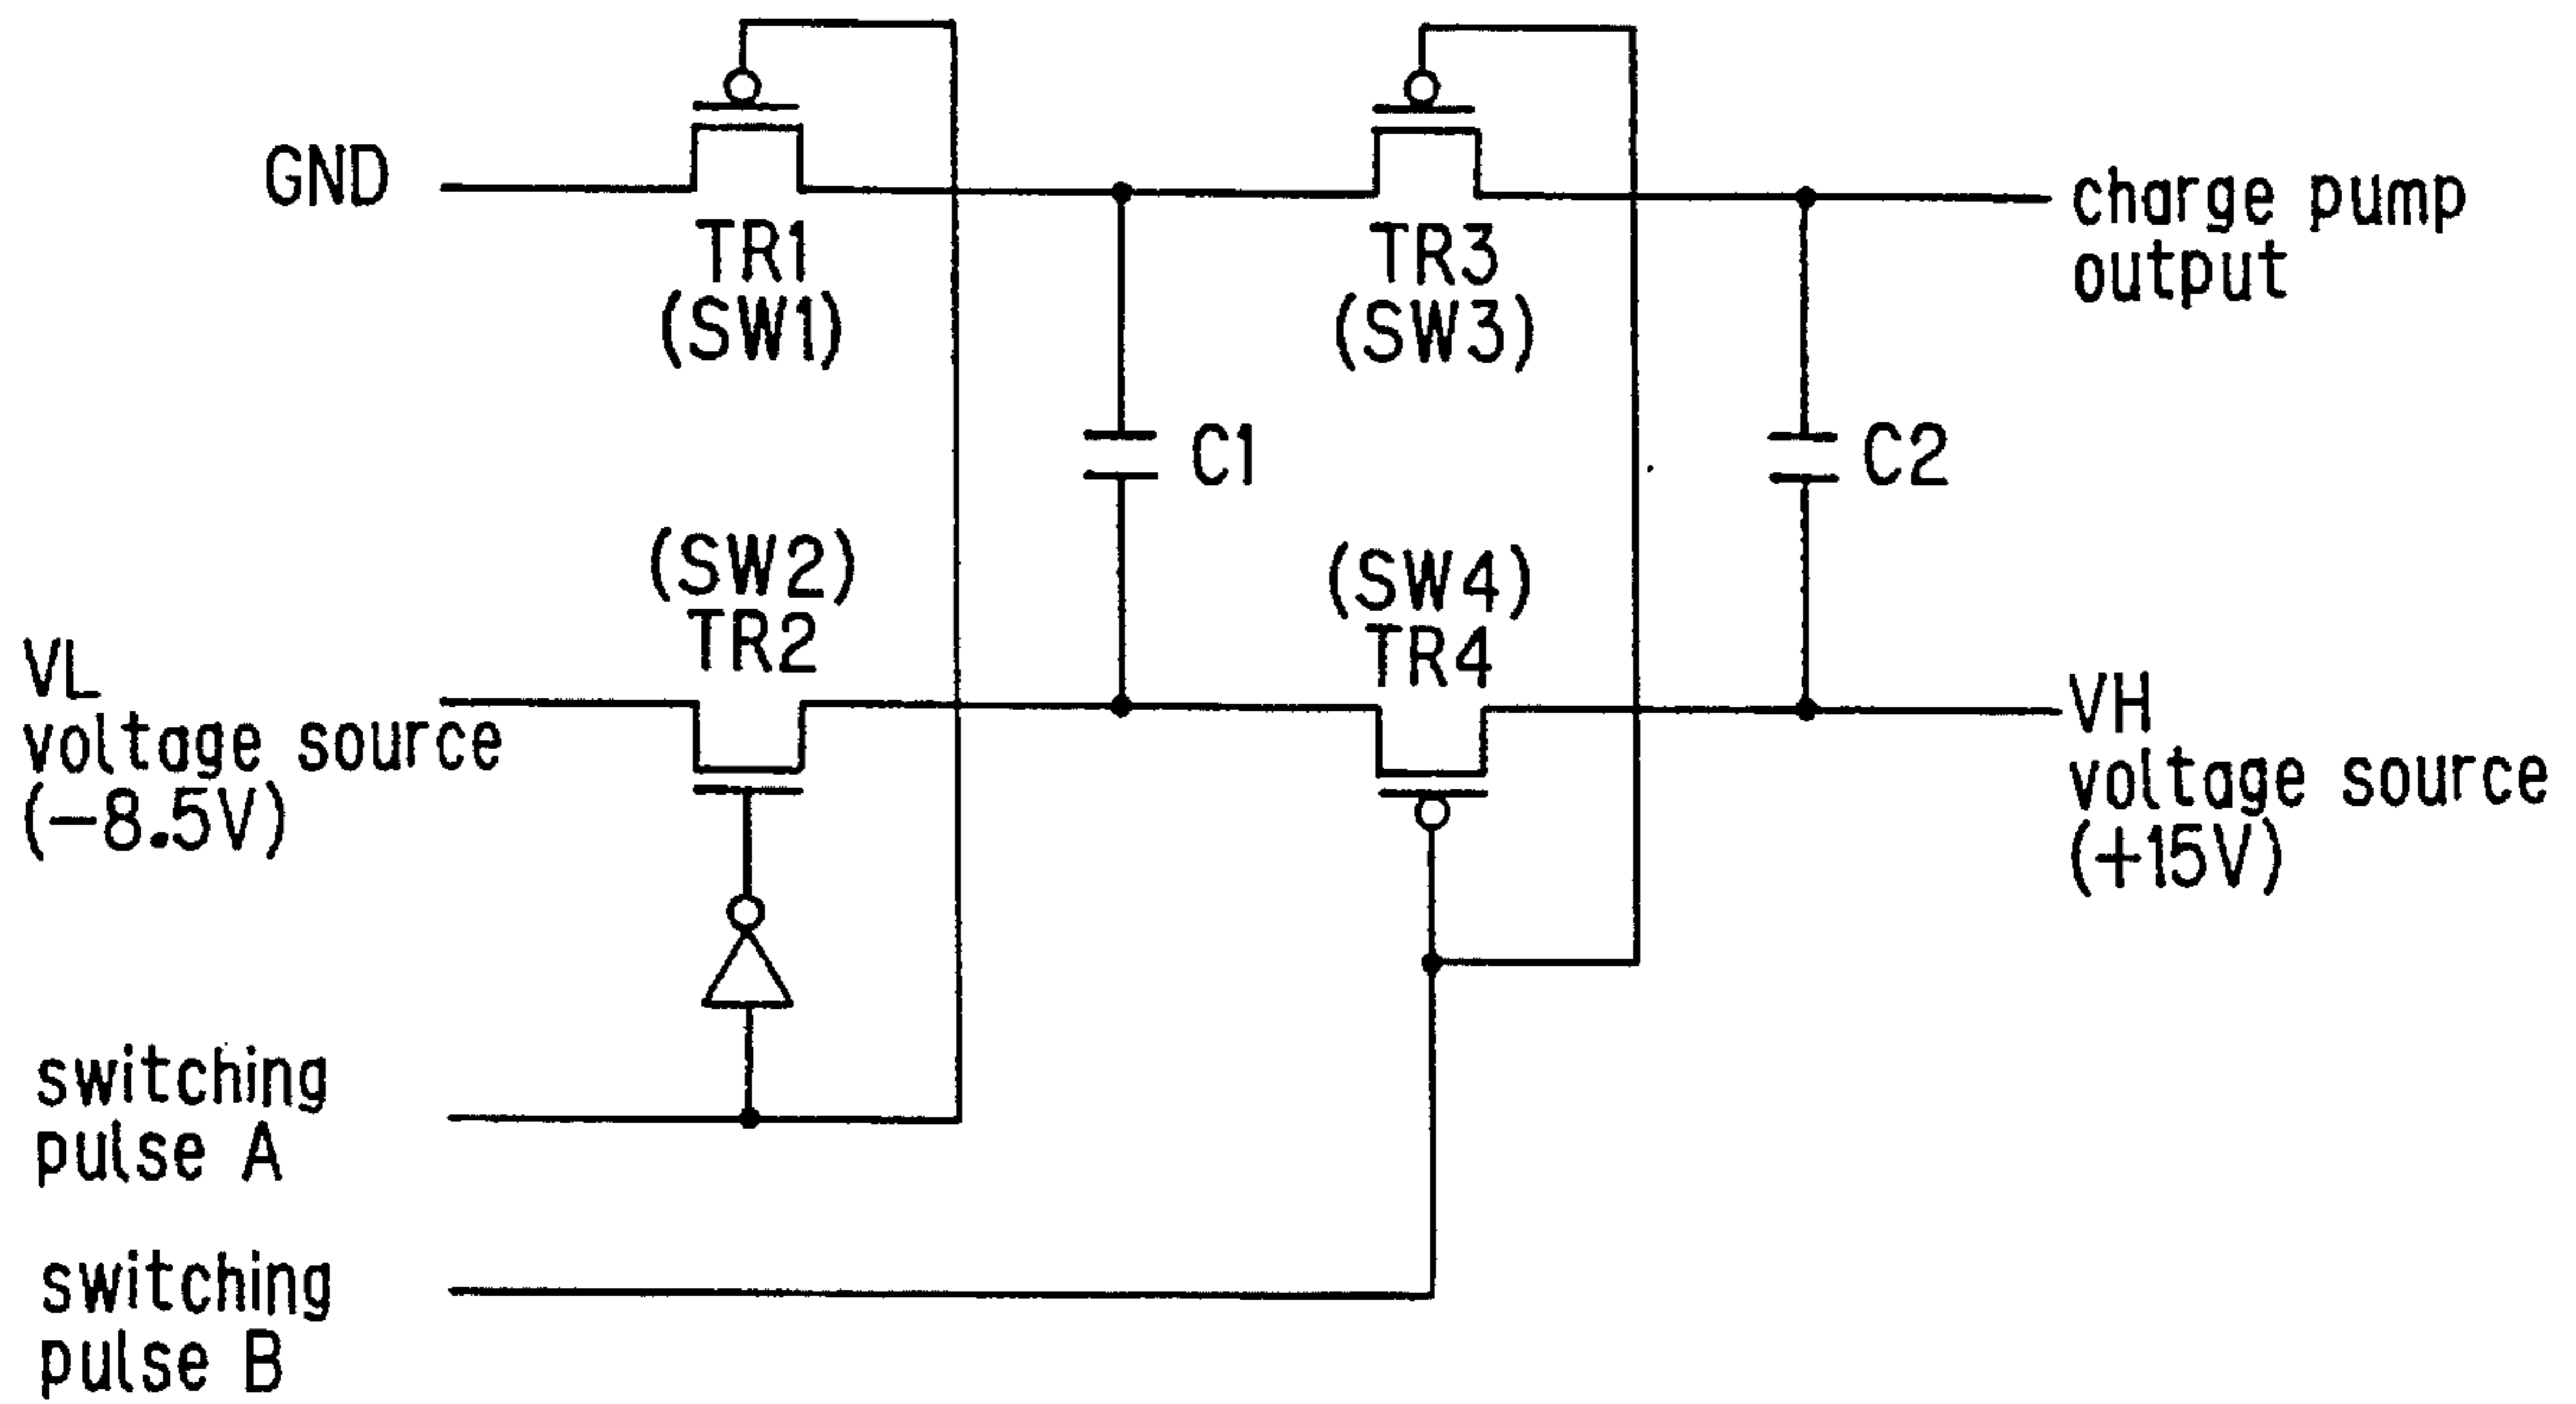 GND
TR1
(SW1)
TR3
(SW3)
charge pump
output
C1
C2
(SW2)
TR2
(SW4)
TR4
VL
voltage source
(-8.5V)
VH
voltage source
(+15V)
switching
pulse A
switching
pulse B